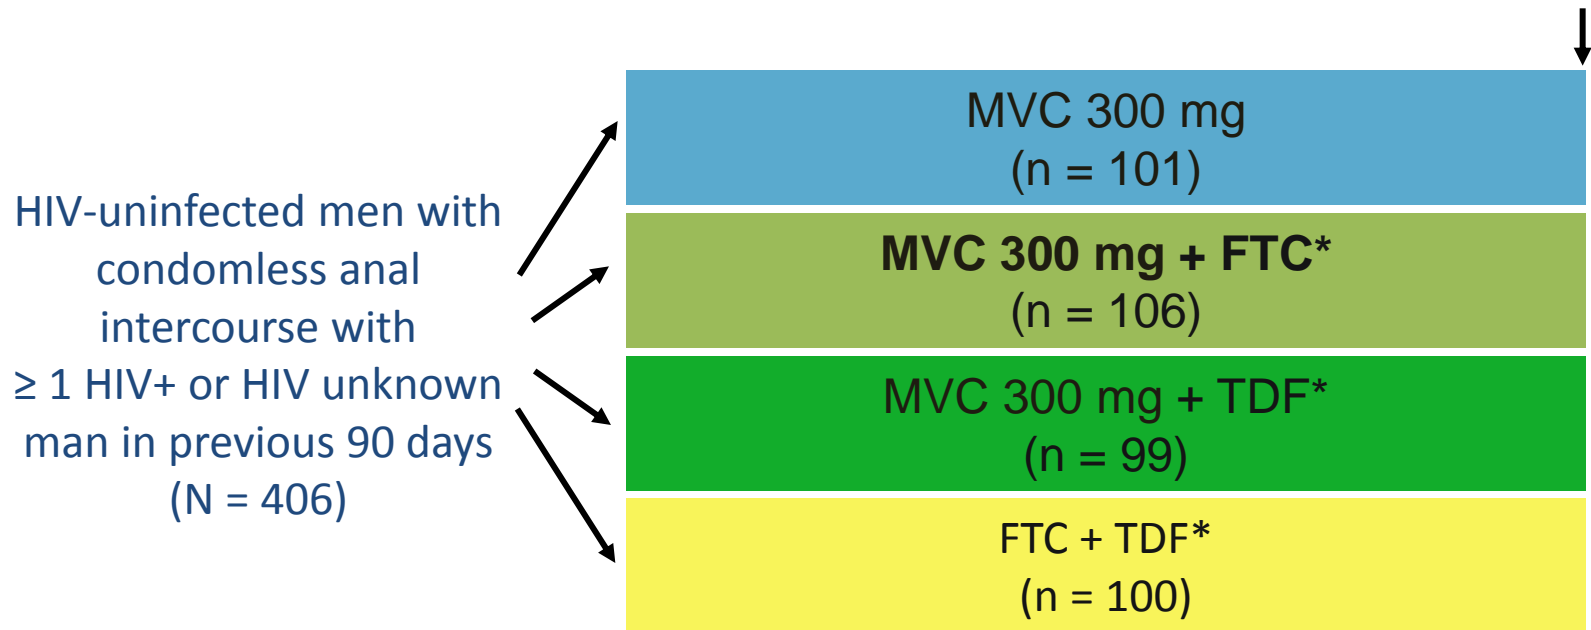 HIV-uninfected men with
condomless anal
intercourse with
≥ 1 HIV+ or HIV unknown
man in previous 90 days
(N = 406)
MVC 300 mg
(n = 101)
MVC 300 mg + FTC*
(n = 106)
MVC 300 mg + TDF*
(n = 99)
FTC + TDF*
(n = 100)